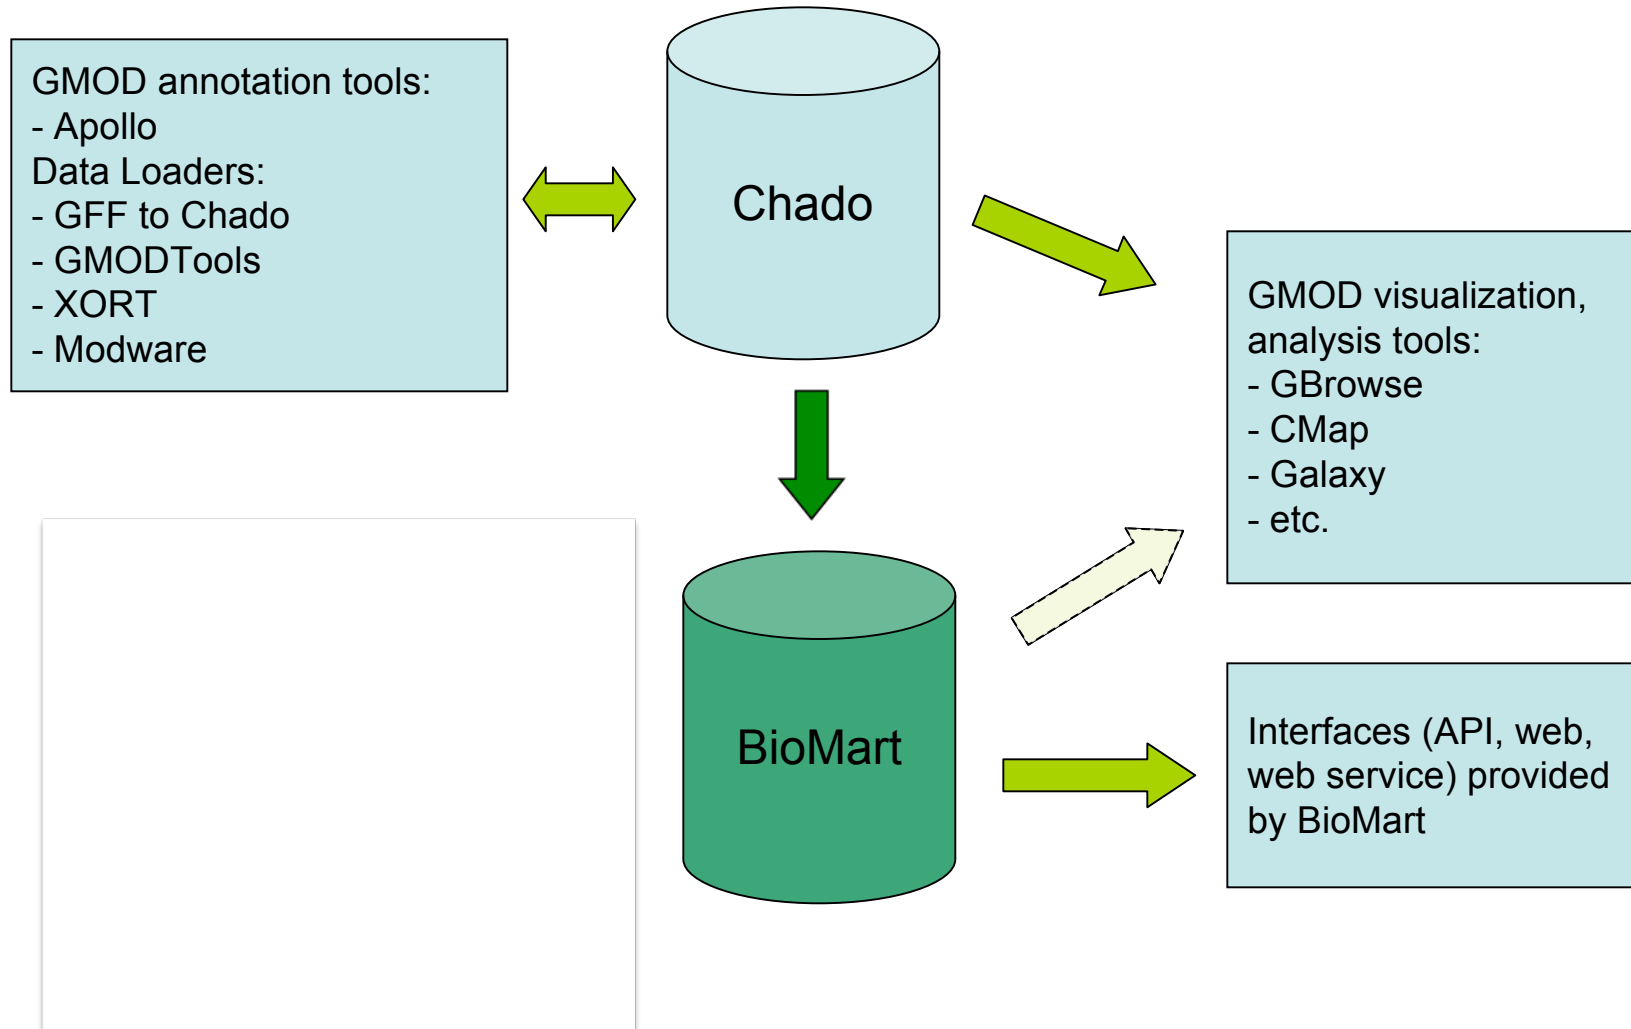 GMOD annotation tools:
- Apollo
Data Loaders:
- GFF to Chado
- GMODTools
- XORT
- Modware
Chado
GMOD visualization,
analysis tools:
- GBrowse
- CMap
- Galaxy
- etc.
BioMart
Interfaces (API, web,
web service) provided
by BioMart